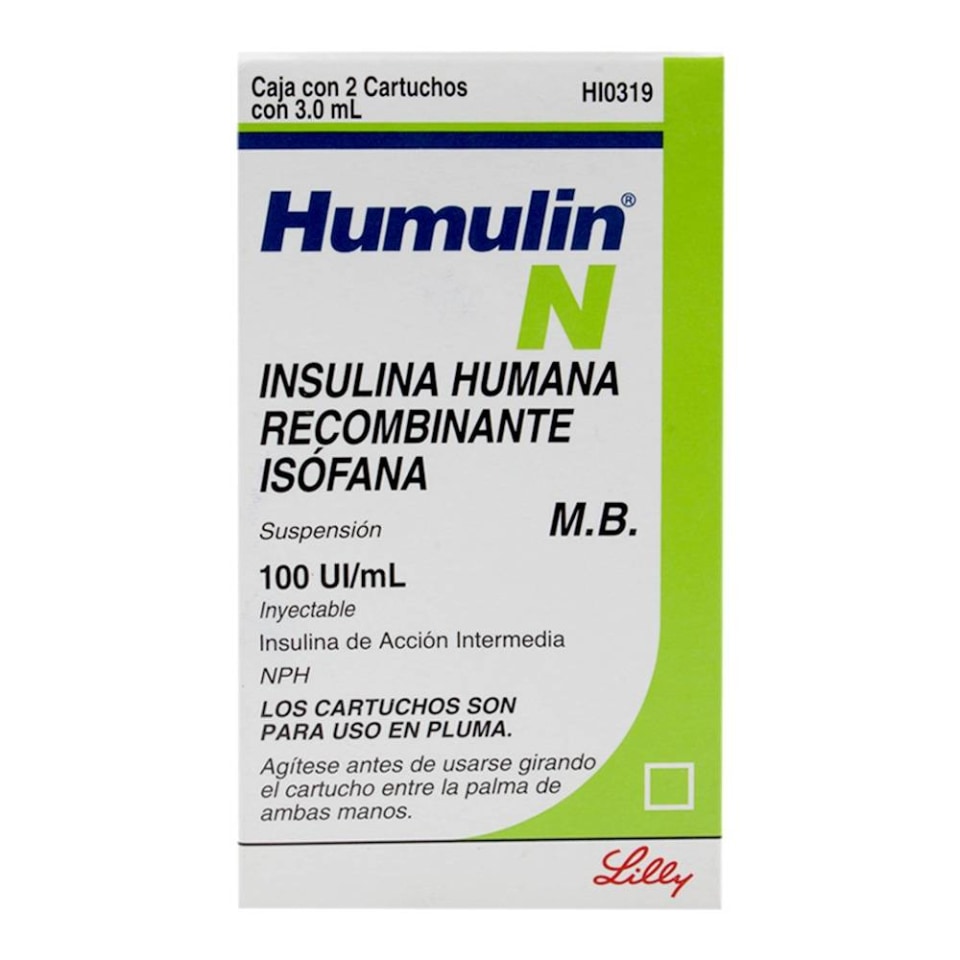 Caja con 2 Cartuchos
con 3.0 mL
HI0319
Humulin®
N
INSULINA HUMANA
RECOMBINANTE
ISÓFANA
M.B.
Suspensión
100 UI/mL
Inyectable
Insulina de Acción Intermedia
NPH
LOS CARTUCHOS SON
PARA USO EN PLUMA.
Agítese antes de usarse girando
el cartucho entre la palma de
ambas manos.
Lilly